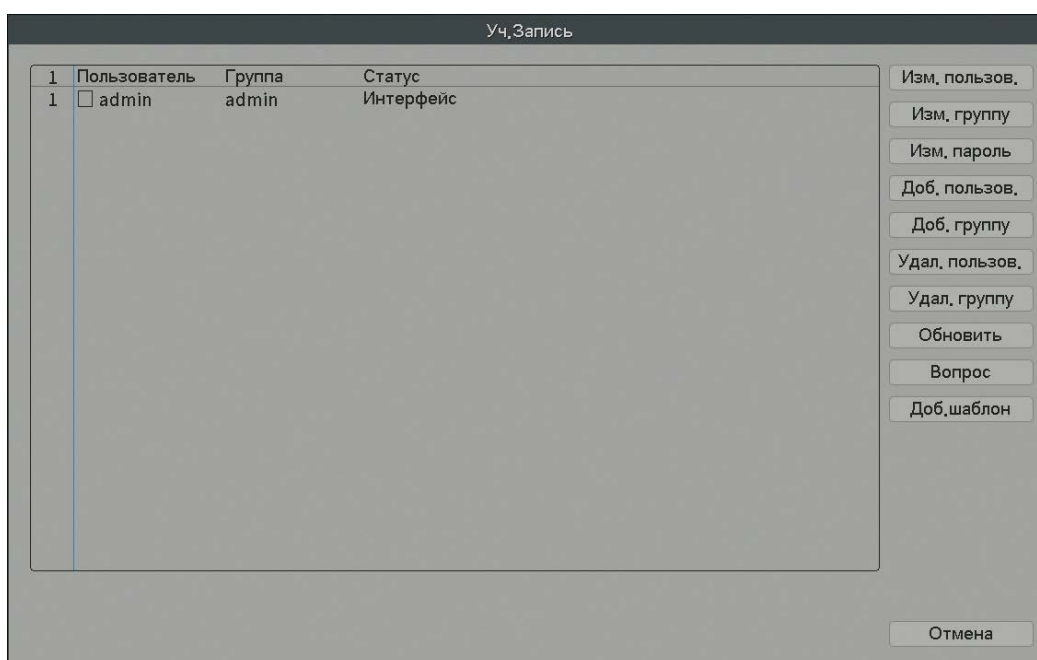 Уч.Запись
1 Пользователь Группа Статус
1 admin admin Интерфейс
Изм. пользов.
Изм. группу
Изм. пароль
Доб. пользов.
Доб. группу
Удал. пользов.
Удал. группу
Обновить
Вопрос
Доб.шаблон
Отмена